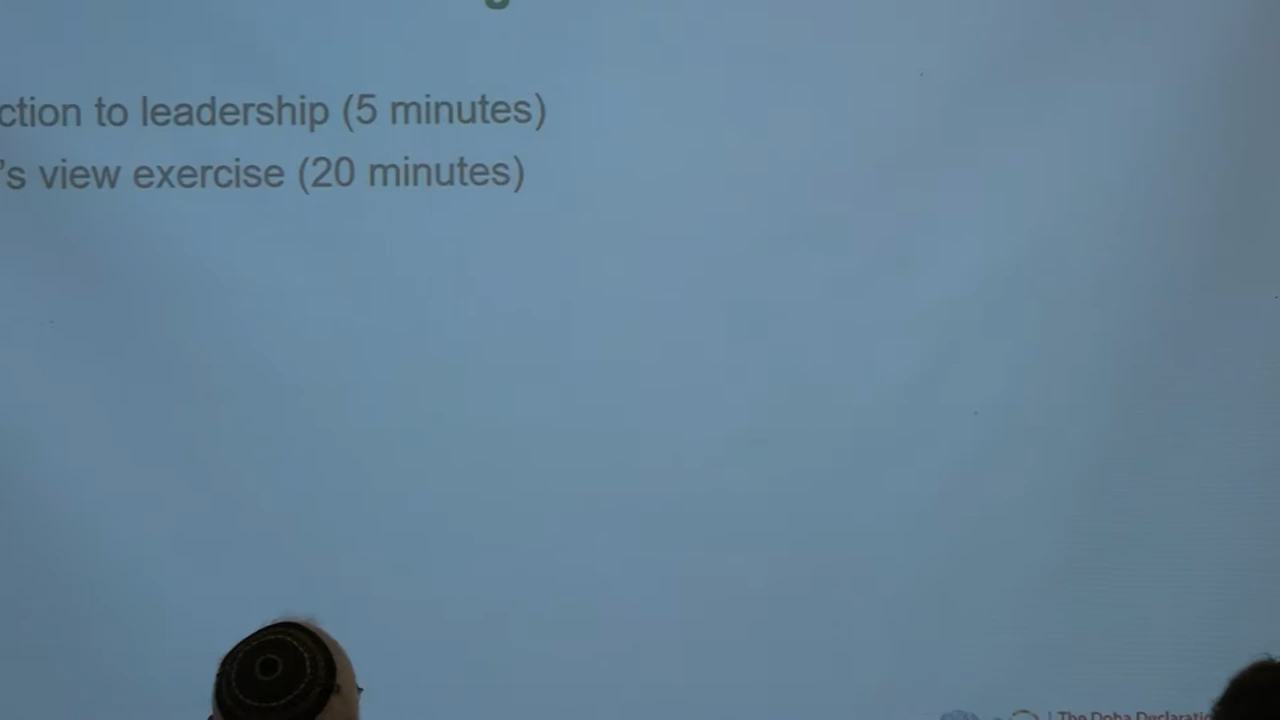 ction to leadership (5 minutes)
's view exercise (20 minutes)
The Doha Declaratio